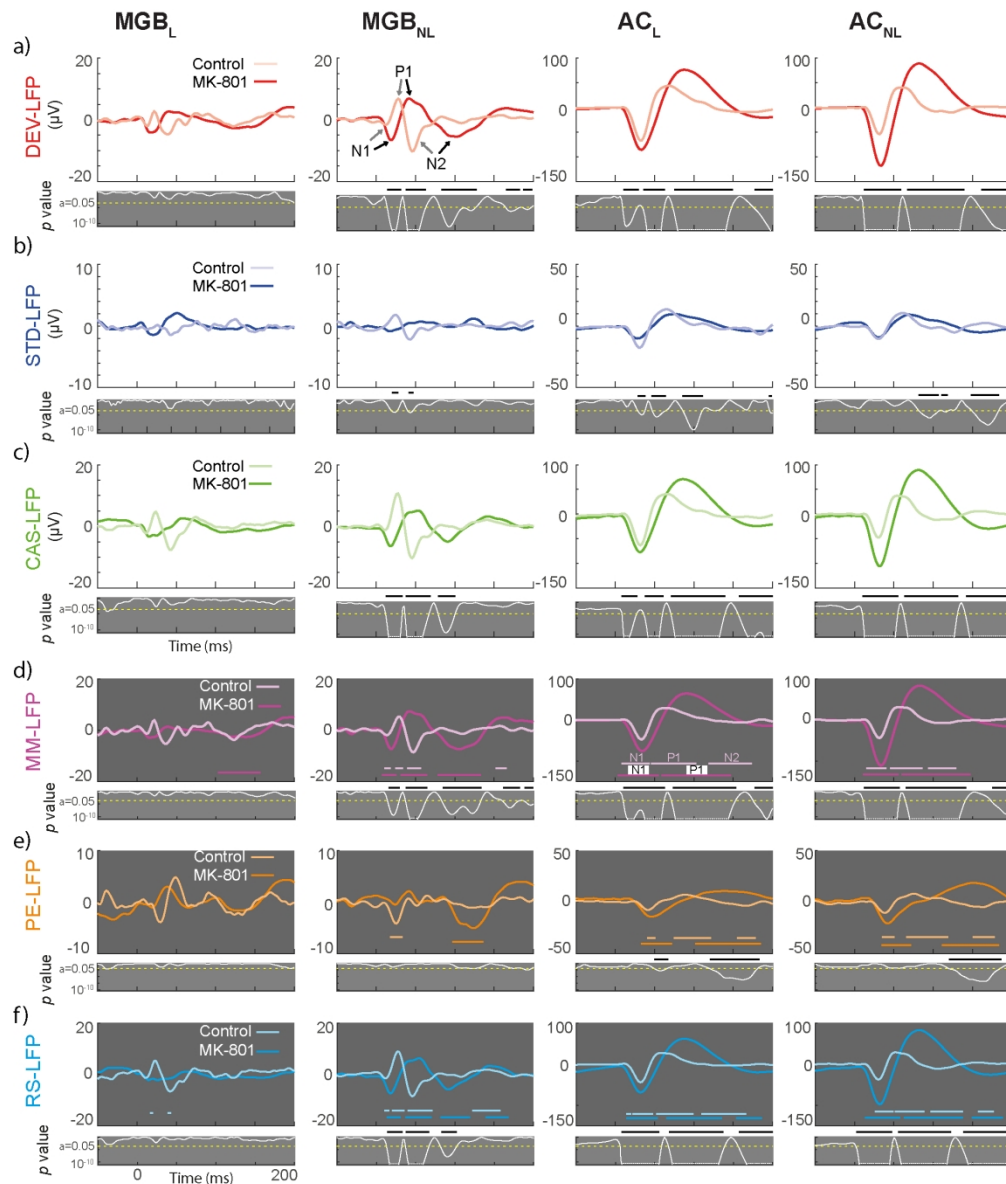 MGB_L MGB_NL AC_L AC_NL
a)
DEV-LFP
(µV)
20 20 100 100
0 0 0 0
-20 -20 -150 -150
Control
MK-801
P1
N1 N2
p value
a=0.05
10⁻¹⁰
b)
STD-LFP
(µV)
10 10 50 50
0 0 0 0
-10 -10 -50 -50
Control
MK-801
p value
a=0.05
10⁻¹⁰
c)
CAS-LFP
(µV)
20 20 100 100
0 0 0 0
-20 -20 -150 -150
Control
MK-801
p value
a=0.05
10⁻¹⁰
Time (ms)
d)
MM-LFP
20 20 100 100
0 0 0 0
-20 -20 -150 -150
Control
MK-801
N1 P1 N2
N1 P1
p value
a=0.05
10⁻¹⁰
e)
PE-LFP
10 10 50 50
0 0 0 0
-10 -10 -50 -50
Control
MK-801
p value
a=0.05
10⁻¹⁰
f)
RS-LFP
20 20 100 100
0 0 0 0
-20 -20 -150 -150
Control
MK-801
p value
a=0.05
10⁻¹⁰
0 200
Time (ms)